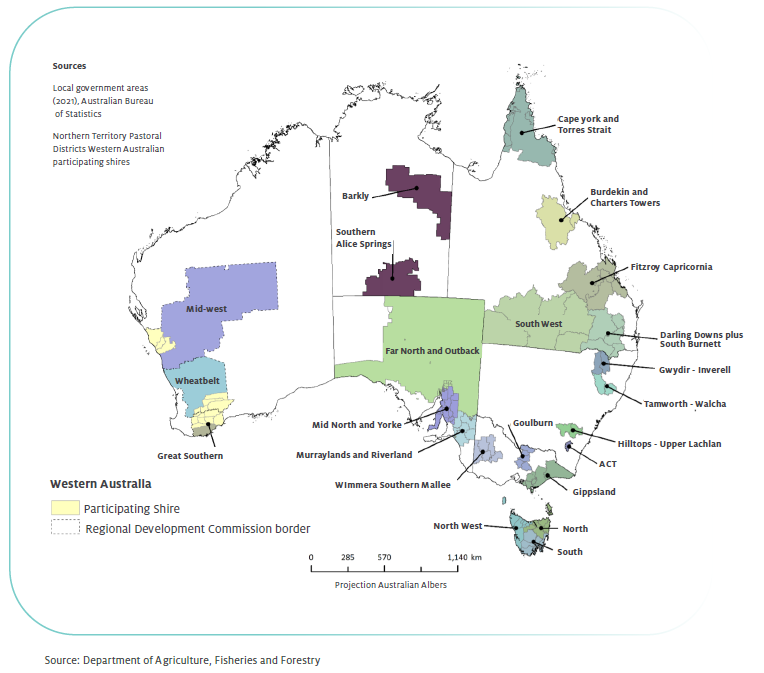 Sources
Local government areas
(2021), Australian Bureau
of Statistics
Northern Territory Pastoral
Districts Western Australian
participating shires
Cape york and
Torres Strait
Barkly
Burdekin and
Charters Towers
Southern
Alice Springs
Fitzroy Capricornia
Mid-west
South West
Darling Downs plus
South Burnett
Far North and Outback
Gwydir - Inverell
Wheatbelt
Tamworth - Walcha
Mid North and Yorke
Goulburn
Hilltops - Upper Lachlan
Great Southern
Murraylands and Riverland
ACT
WImmera Southern Mallee
Gippsland
Western Australia
Participating Shire
Regional Development Commission border
North West
North
South
0 285 570 1,140 km
Projection Australian Albers
Source: Department of Agriculture, Fisheries and Forestry